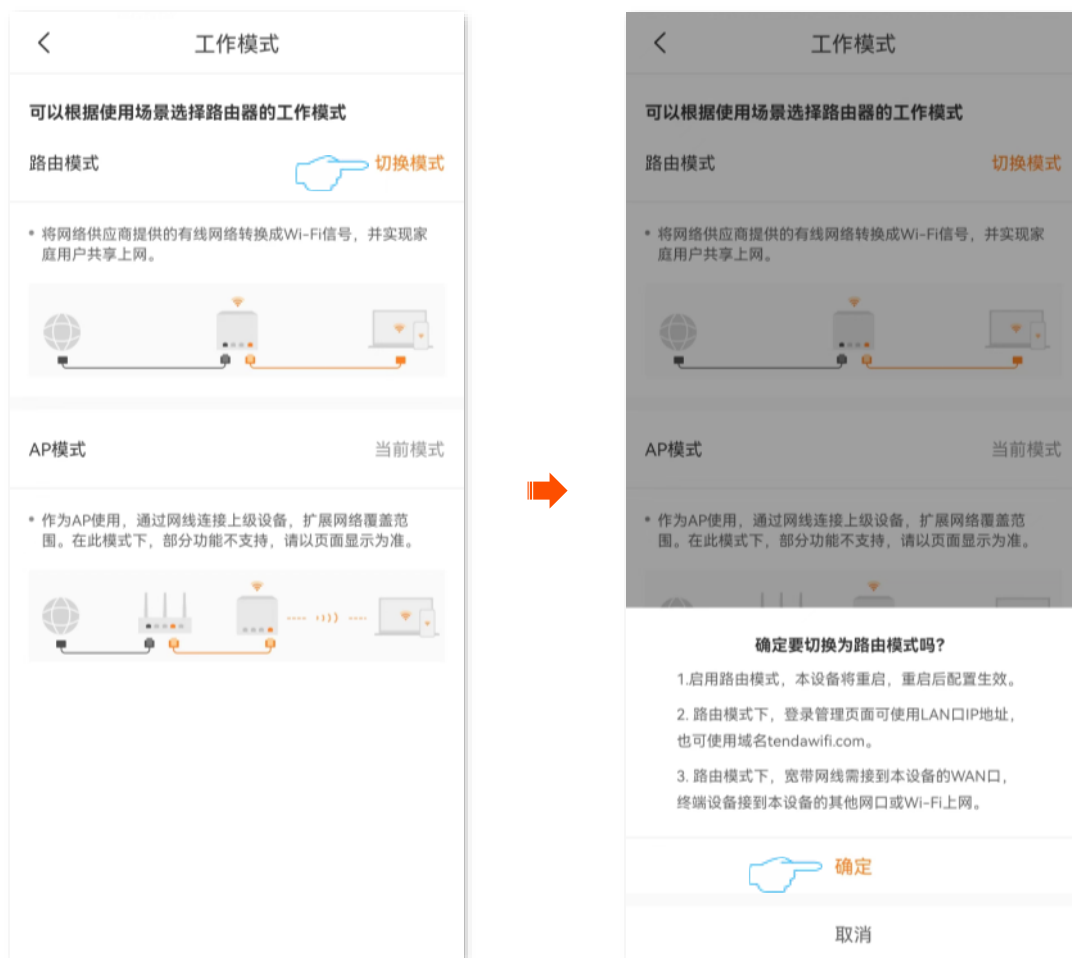 工作模式
可以根据使用场景选择路由器的工作模式
路由模式 切换模式
• 将网络供应商提供的有线网络转换成Wi-Fi信号，并实现家
庭用户共享上网。
AP模式 当前模式
• 作为AP使用，通过网线连接上级设备，扩展网络覆盖范
围。在此模式下，部分功能不支持，请以页面显示为准。
工作模式
可以根据使用场景选择路由器的工作模式
路由模式 切换模式
• 将网络供应商提供的有线网络转换成Wi-Fi信号，并实现家
庭用户共享上网。
AP模式 当前模式
• 作为AP使用，通过网线连接上级设备，扩展网络覆盖范
围。在此模式下，部分功能不支持，请以页面显示为准。
确定要切换为路由模式吗?
1.启用路由模式，本设备将重启，重启后配置生效。
2. 路由模式下，登录管理页面可使用LAN口IP地址，
也可使用域名tendawifi.com。
3. 路由模式下，宽带网线需接到本设备的WAN口，
终端设备接到本设备的其他网口或Wi-Fi上网。
确定
取消